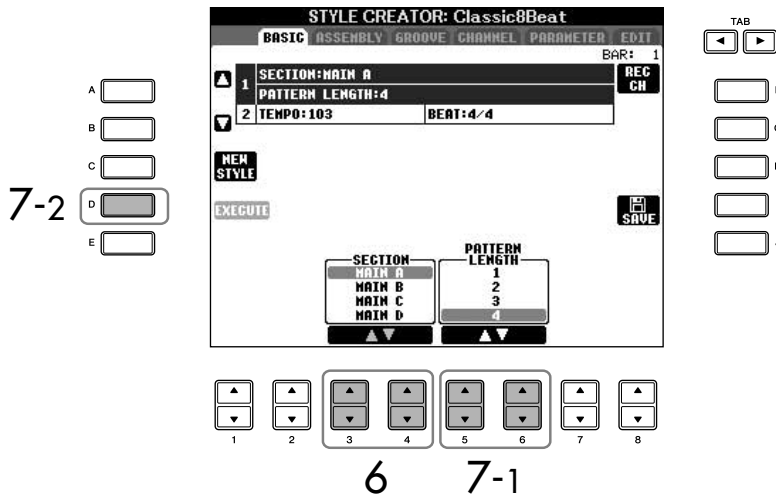 STYLE CREATOR: Classic8Beat
BASIC ASSEMBLY GROOVE CHANNEL PARAMETER EDIT
TAB
BAR: 1
1 SECTION:MAIN A
PATTERN LENGTH:4
REC
CH
2 TEMPO:103 BEAT:4/4
NEW
STYLE
EXECUTE
SAVE
A
B
C
D
E
7-2
SECTION
MAIN A
MAIN B
MAIN C
MAIN D
PATTERN
LENGTH
1
2
3
4
1 2 3 4 5 6 7 8
6 7-1